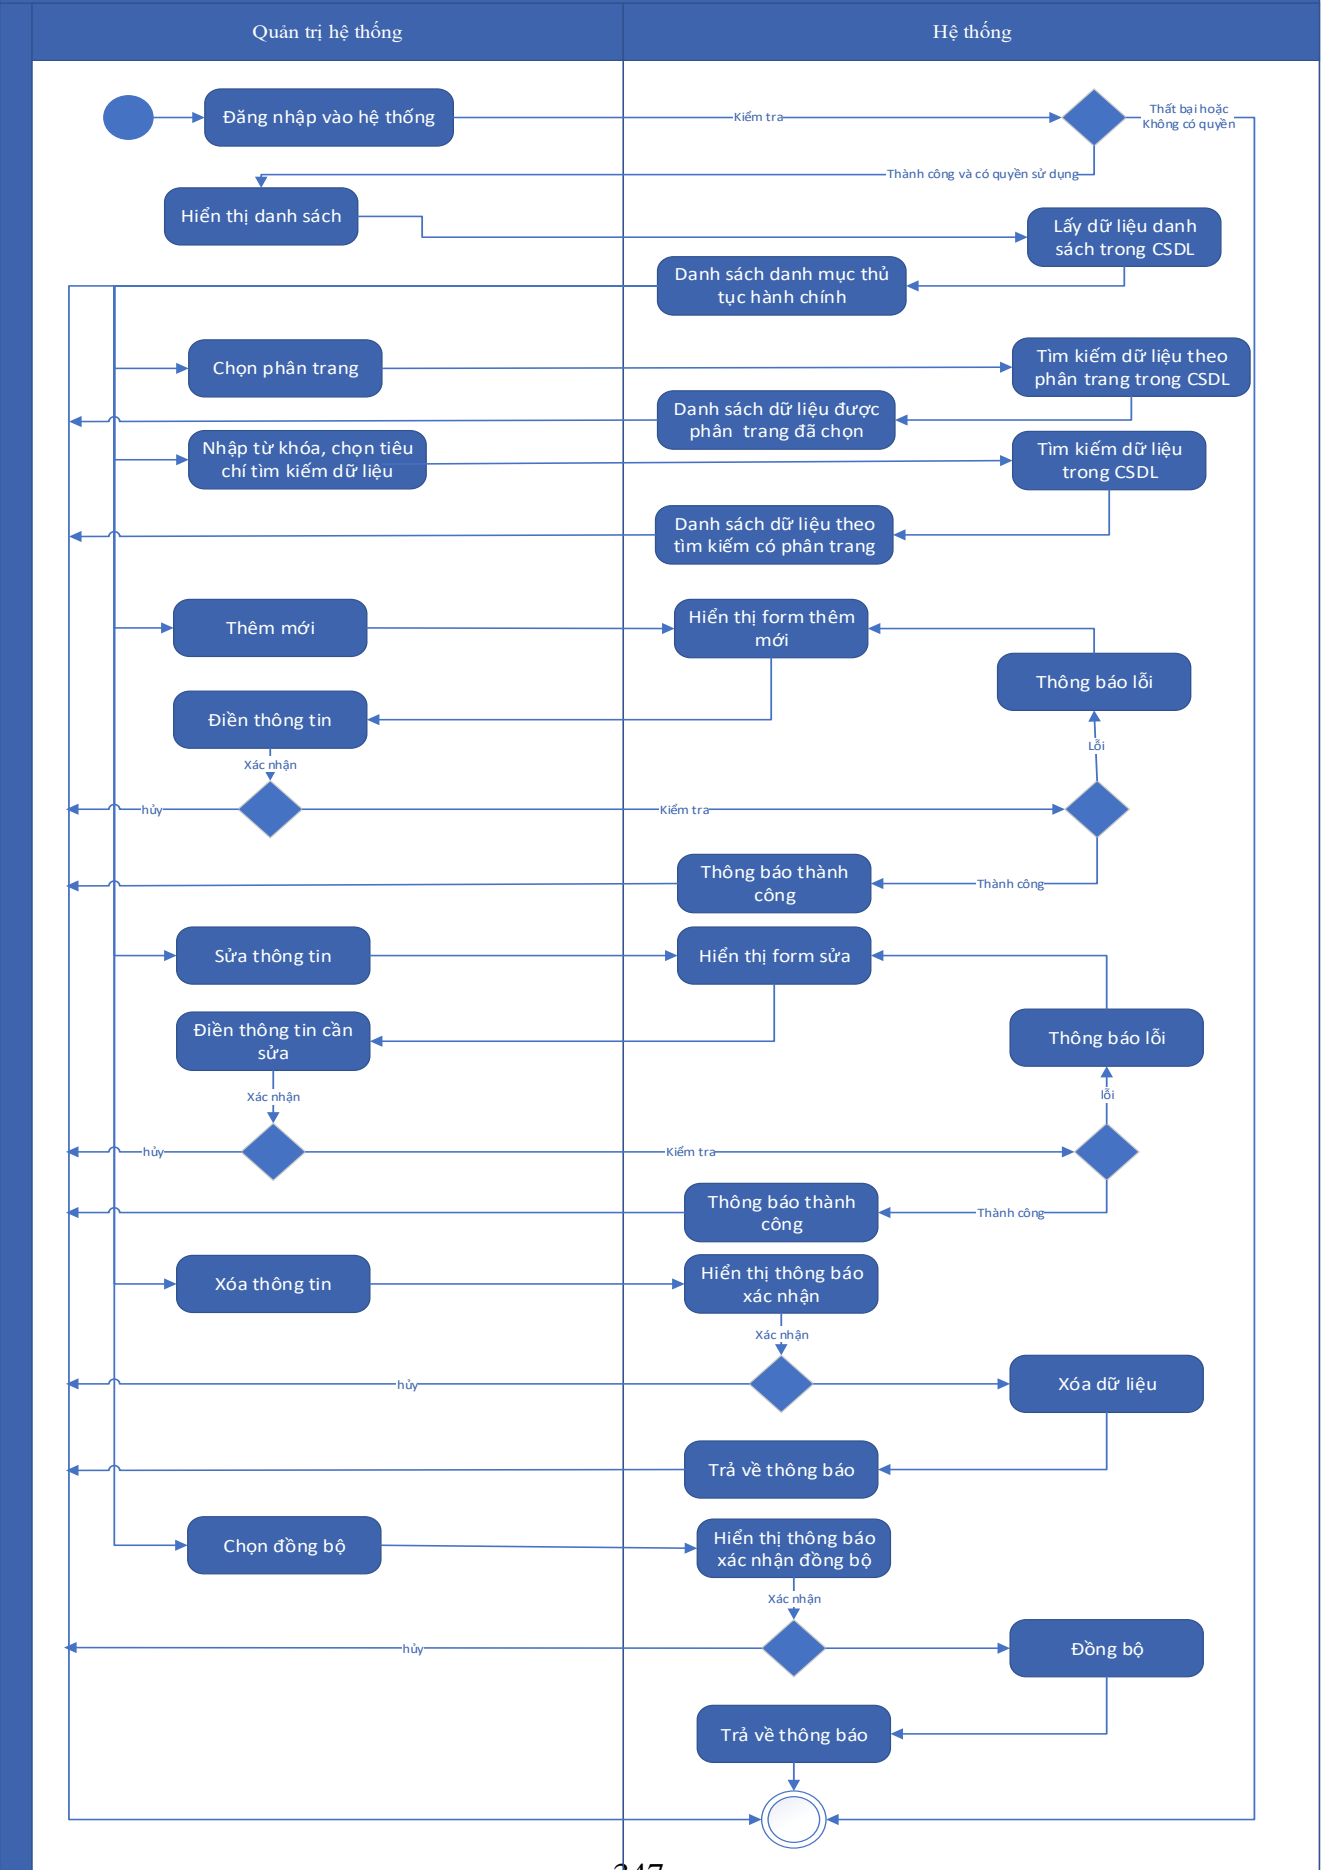 Quản trị hệ thống
Hệ thống
Đăng nhập vào hệ thống
Kiểm tra
Thất bại hoặc
Không có quyền
Thành công và có quyền sử dụng
Hiển thị danh sách
Lấy dữ liệu danh
sách trong CSDL
Danh sách danh mục thủ
tục hành chính
Chọn phân trang
Tìm kiếm dữ liệu theo
phân trang trong CSDL
Danh sách dữ liệu được
phân trang đã chọn
Nhập từ khóa, chọn tiêu
chí tìm kiếm dữ liệu
Tìm kiếm dữ liệu
trong CSDL
Danh sách dữ liệu theo
tìm kiếm có phân trang
Thêm mới
Hiển thị form thêm
mới
Thông báo lỗi
Điền thông tin
Lỗi
Xác nhận
hủy
Kiểm tra
Thông báo thành
công
Thành công
Sửa thông tin
Hiển thị form sửa
Điền thông tin cần
sửa
Thông báo lỗi
lỗi
Xác nhận
hủy
Kiểm tra
Thông báo thành
công
Thành công
Xóa thông tin
Hiển thị thông báo
xác nhận
Xác nhận
hủy
Xóa dữ liệu
Trả về thông báo
Chọn đồng bộ
Hiển thị thông báo
xác nhận đồng bộ
Xác nhận
hủy
Đồng bộ
Trả về thông báo